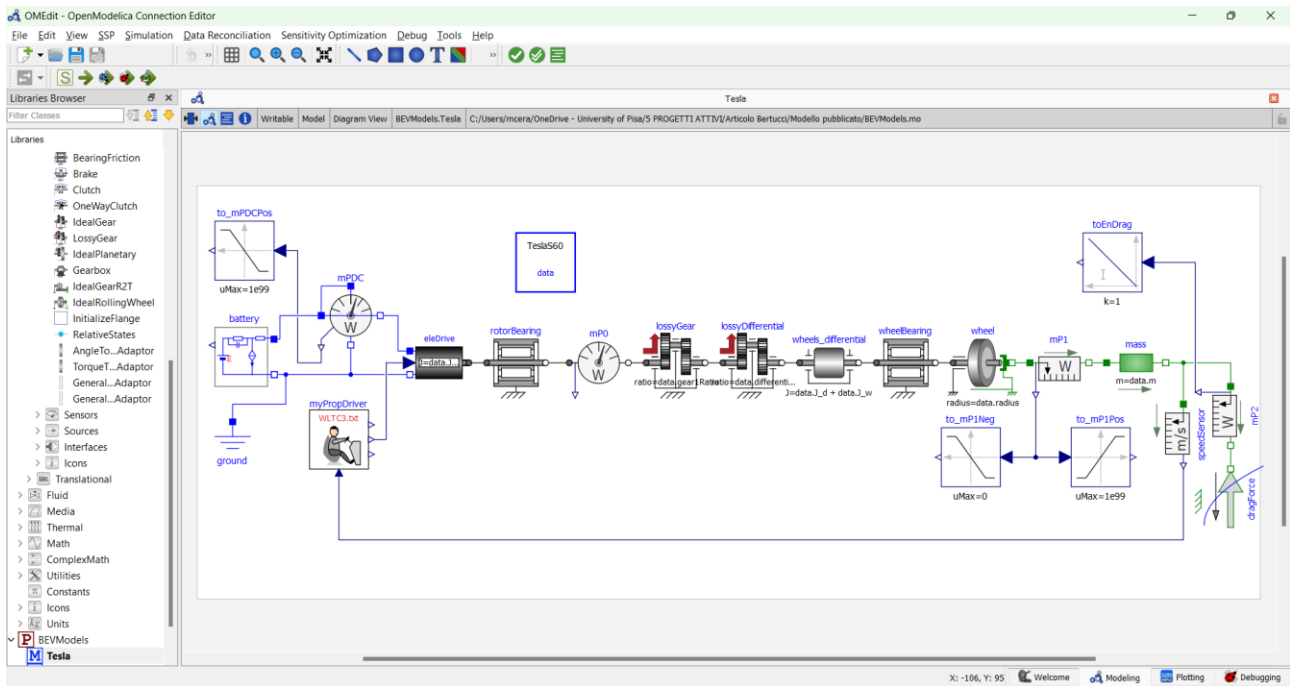 OMEdit - OpenModelica Connection Editor
File Edit View SSP Simulation Data Reconciliation Sensitivity Optimization Debug Tools Help
Libraries Browser
Tesla
Filter Classes
Writable Model Diagram View BEVModels.Tesla C:/Users/mcera/OneDrive - University of Pisa/5 PROGETTI ATTIVI/Articolo Bertucci/Modello pubblicato/BEVModels.mo
Libraries
BearingFriction
Brake
Clutch
OneWayClutch
IdealGear
LossyGear
IdealPlanetary
Gearbox
IdealGearR2T
IdealRollingWheel
InitializeFlange
RelativeStates
AngleTo...Adaptor
TorqueT...Adaptor
General...Adaptor
General...Adaptor
Sensors
Sources
Interfaces
Icons
Translational
Fluid
Media
Thermal
Math
ComplexMath
Utilities
Constants
Icons
Units
BEVModels
Tesla
to_mPDCPos
uMax=1e99
TeslaS60
data
toEnDrag
I
k=1
mPDC
W
battery
eleDrive
J=data.J
rotorBearing
mP0
W
lossyGear
ratio=data.gear1Ratio
lossyDifferential
ratio=data.differenti...
wheels_differential
J=data.J_d + data.J_w
wheelBearing
wheel
radius=data.radius
mP1
W
mass
m=data.m
mP2
W
speedSensor
m/s
dragForce
myPropDriver
WLTC3.txt
ground
to_mP1Neg
uMax=0
to_mP1Pos
uMax=1e99
X: -106, Y: 95 Welcome Modeling Plotting Debugging